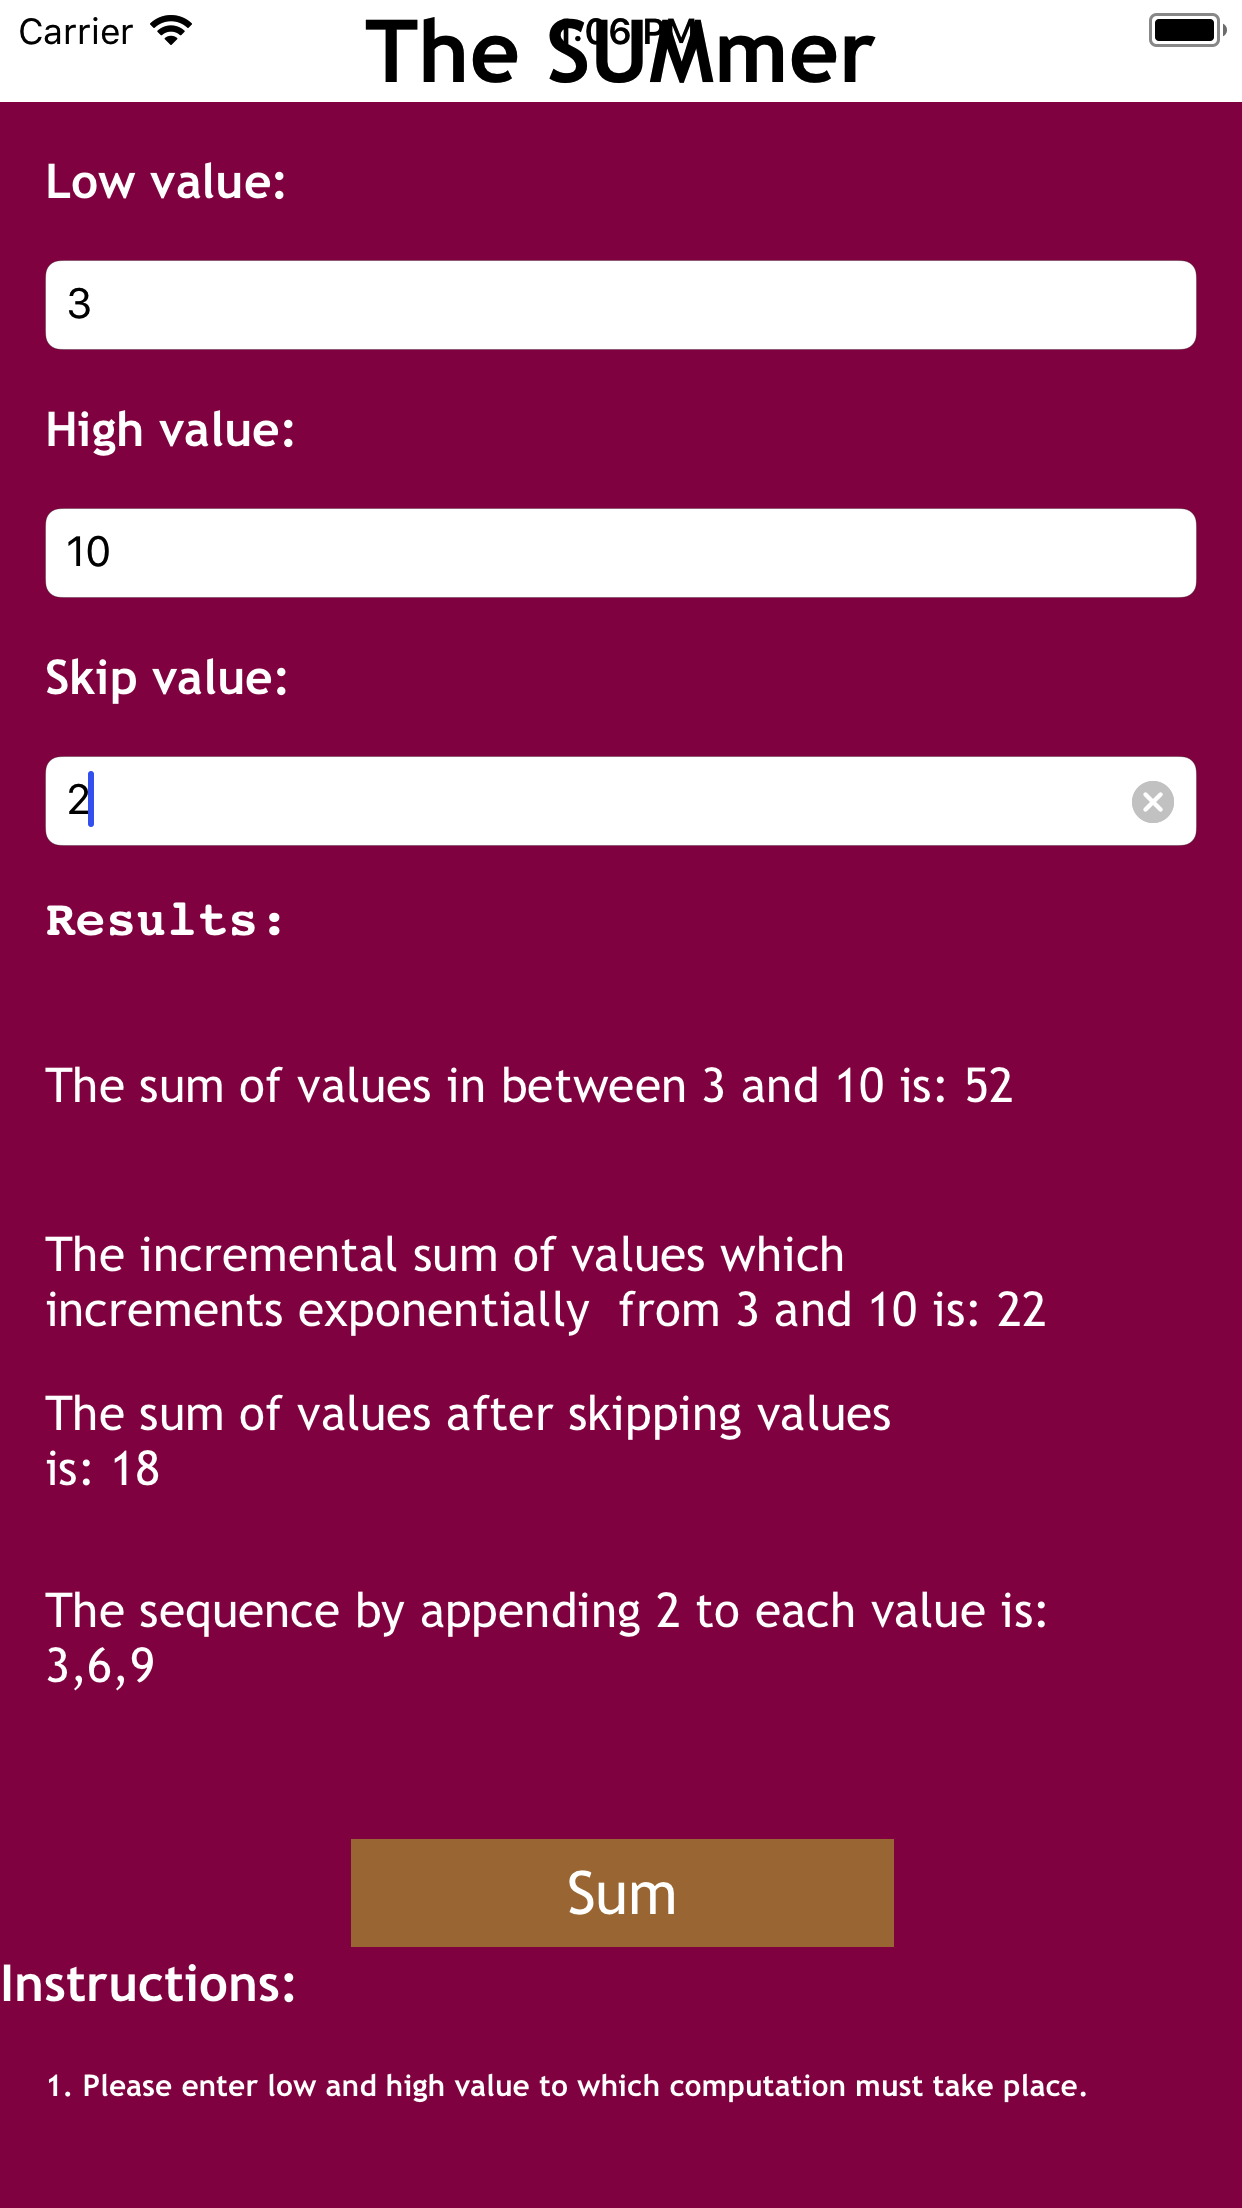 Carrier 1:06 PM
The SUMmer
Low value:
3
High value:
10
Skip value:
2
Results:
The sum of values in between 3 and 10 is: 52
The incremental sum of values which
increments exponentially  from 3 and 10 is: 22
The sum of values after skipping values
is: 18
The sequence by appending 2 to each value is:
3,6,9
Sum
Instructions:
1. Please enter low and high value to which computation must take place.